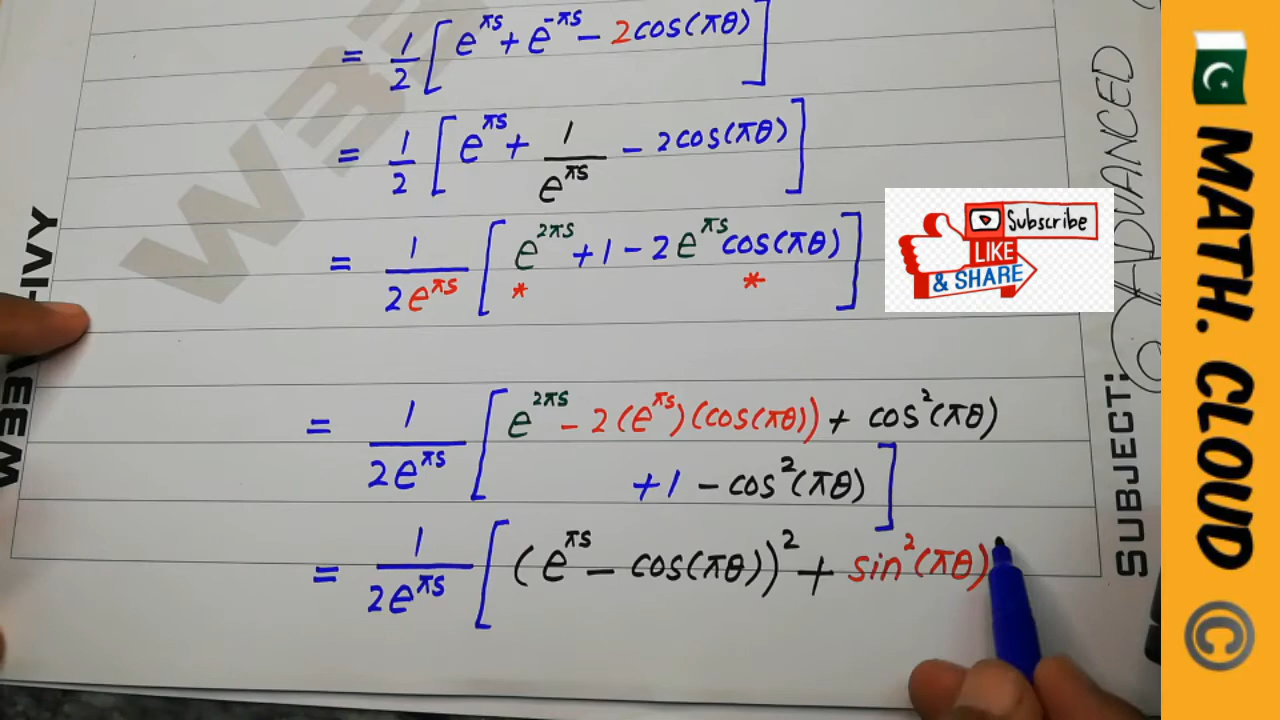 = 1/2 [e^πs + e^-πs - 2cos(πθ)]
= 1/2 [e^πs + 1/e^πs - 2cos(πθ)]
= 1/2e^πs [e^2πs + 1 - 2e^πs cos(πθ)]
* *
= 1/2e^πs [e^2πs - 2(e^πs)(cos(πθ)) + cos²(πθ)
+1 - cos²(πθ)]
= 1/2e^πs [(e^πs - cos(πθ))² + sin²(πθ)
Subscribe
LIKE
& SHARE
SUBJECT:
ADVANCED
MATH. CLOUD ©